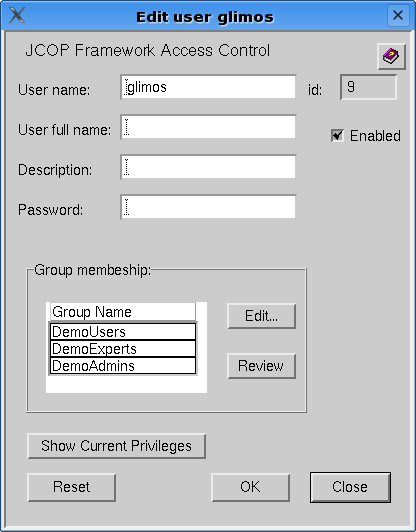 Edit user glimos
JCOP Framework Access Control
User name: glimos id: 9
User full name:
Enabled
Description:
Password:
Group membeship:
Group Name
DemoUsers
DemoExperts
DemoAdmins
Edit...
Review
Show Current Privileges
Reset OK Close